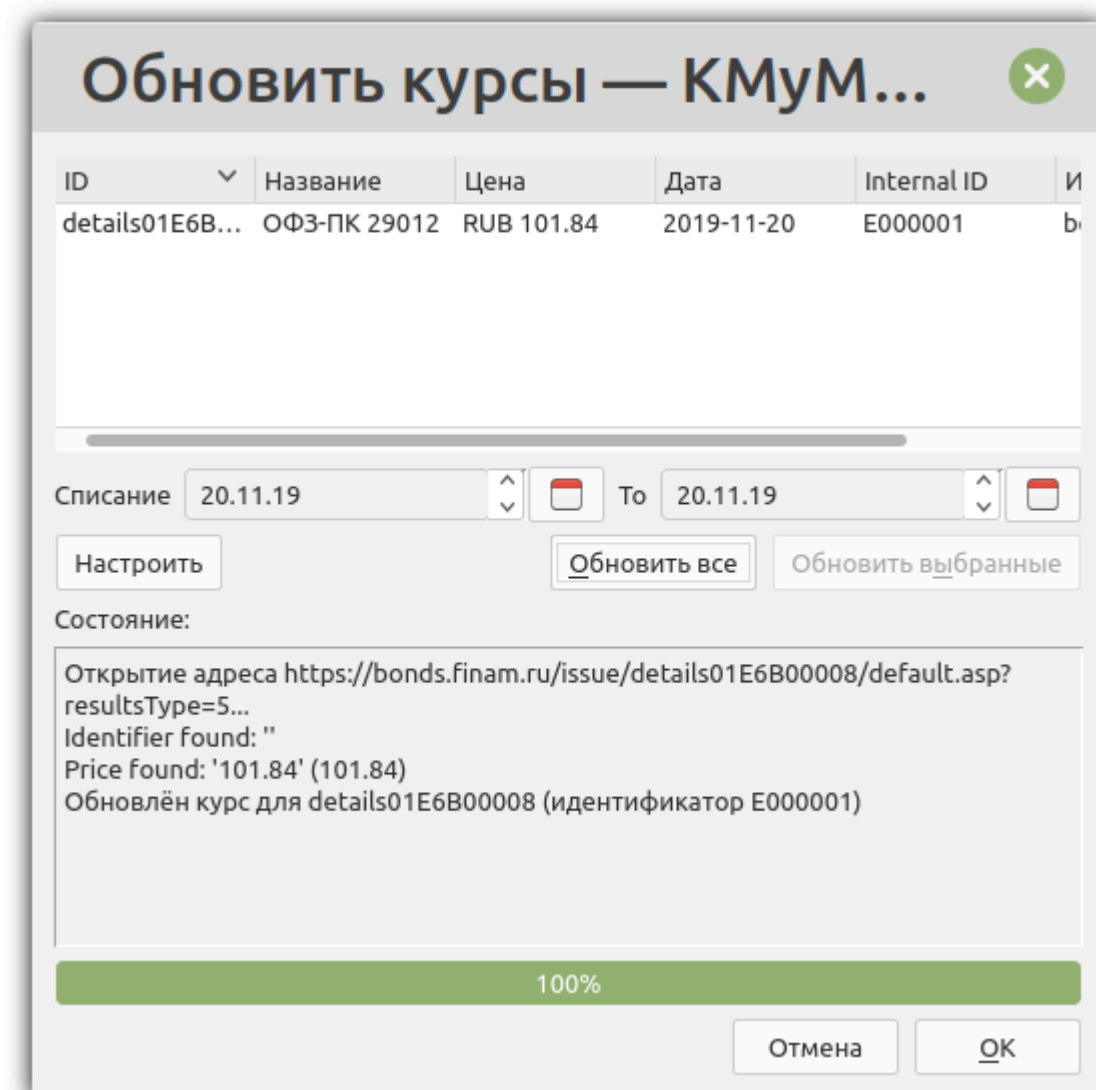 Обновить курсы — KMyM...
ID Название Цена Дата Internal ID И
details01E6B... ОФЗ-ПК 29012 RUB 101.84 2019-11-20 E000001 b
Списание 20.11.19 To 20.11.19
Настроить Обновить все Обновить выбранные
Состояние:
Открытие адреса https://bonds.finam.ru/issue/details01E6B00008/default.asp?
resultsType=5...
Identifier found: ''
Price found: '101.84' (101.84)
Обновлён курс для details01E6B00008 (идентификатор E000001)
100%
Отмена OK